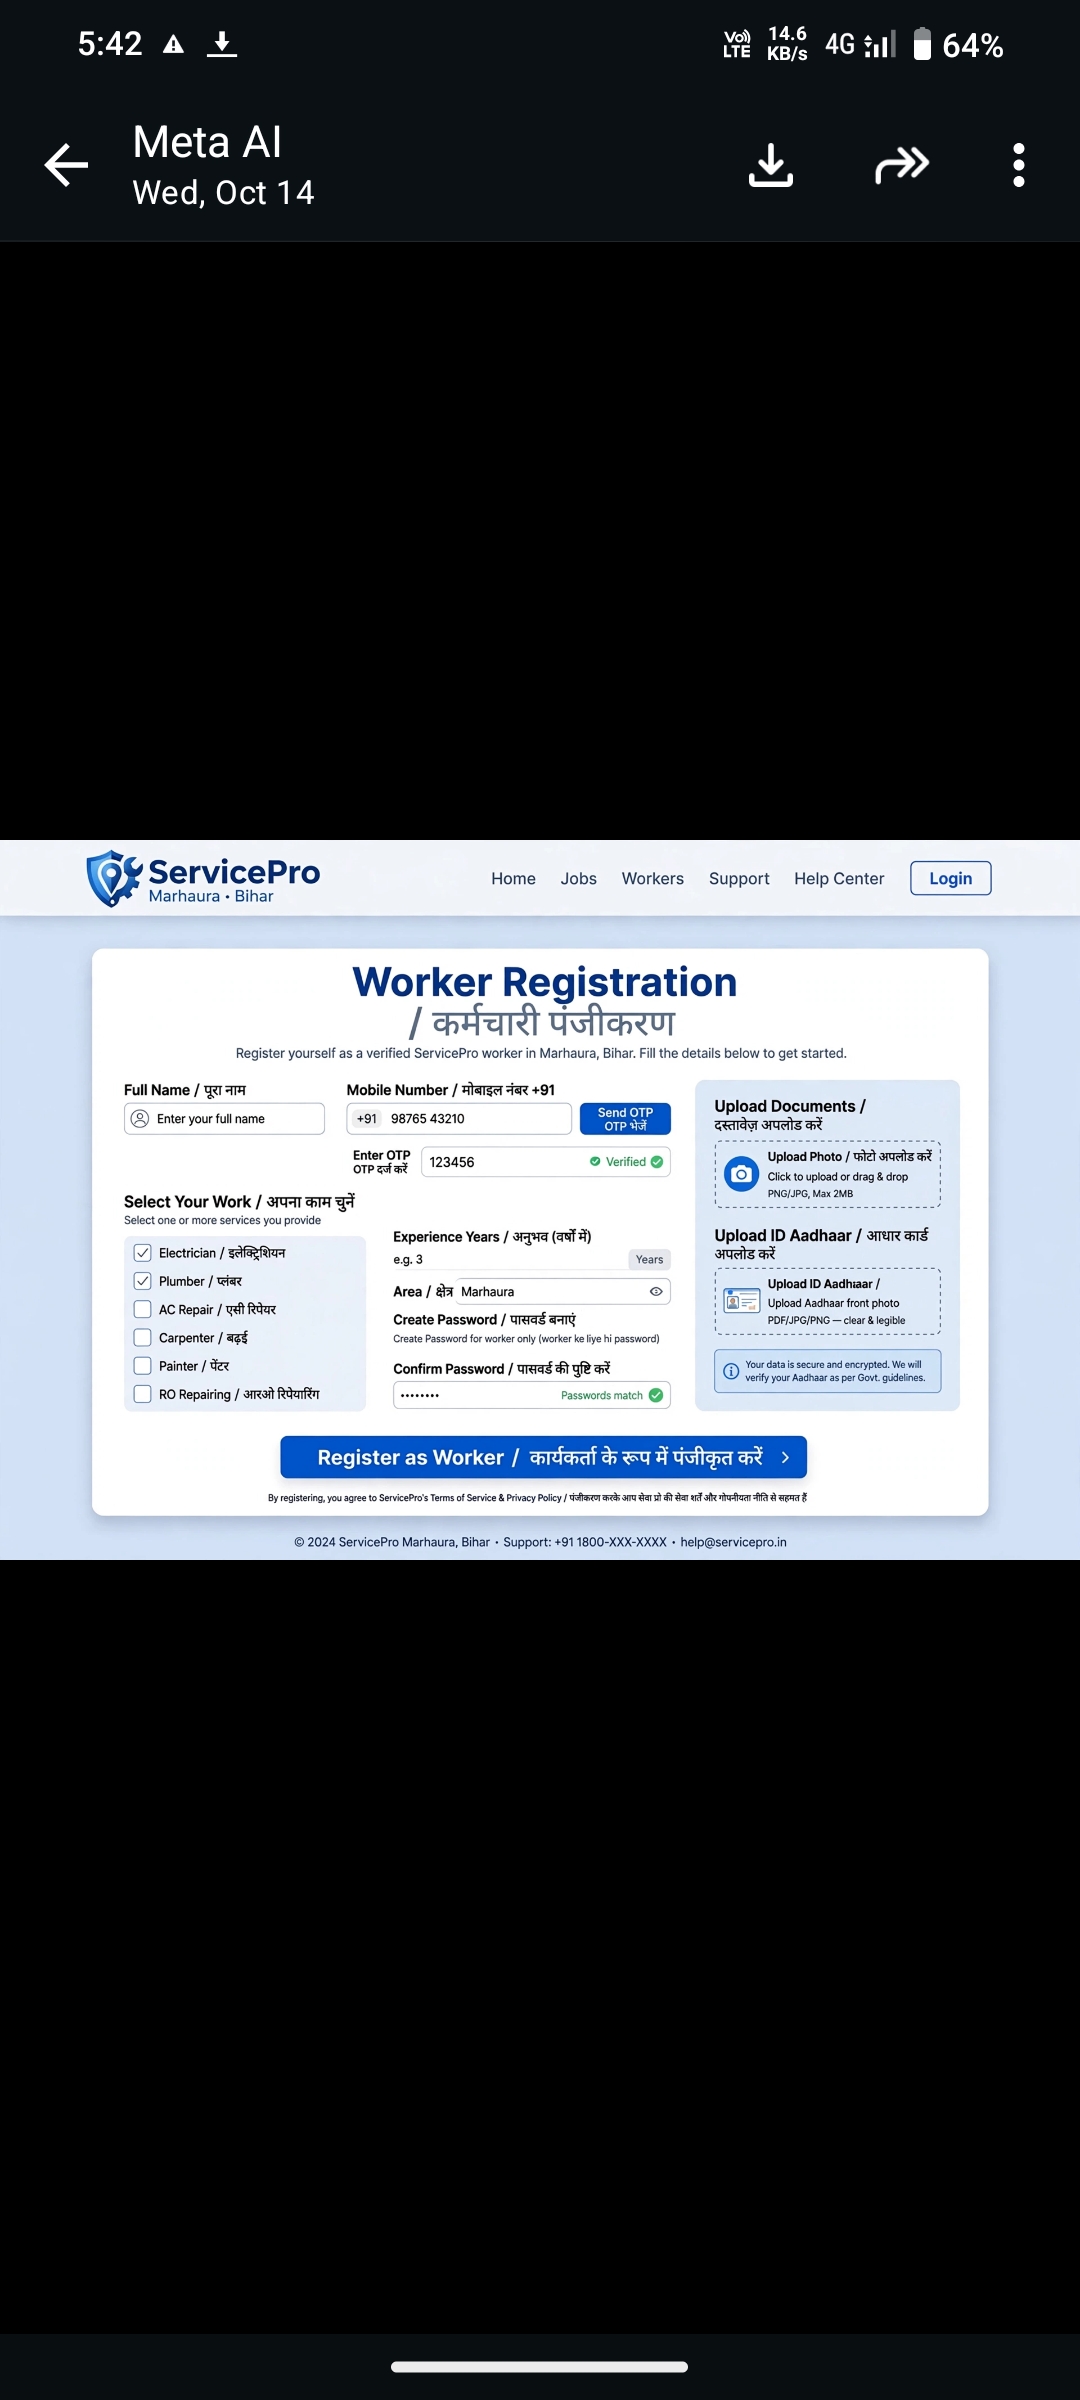 5:42
VoLTE 14.6 KB/s 4G 64%
Meta AI
Wed, Oct 14
ServicePro
Marhaura • Bihar
Home Jobs Workers Support Help Center Login
Worker Registration
/ कर्मचारी पंजीकरण
Register yourself as a verified ServicePro worker in Marhaura, Bihar. Fill the details below to get started.
Full Name / पूरा नाम
Enter your full name
Mobile Number / मोबाइल नंबर +91
+91 98765 43210
Send OTP
OTP भेजें
Enter OTP
OTP दर्ज करें
123456
Verified
Select Your Work / अपना काम चुनें
Select one or more services you provide
Electrician / इलेक्ट्रिशियन
Plumber / प्लंबर
AC Repair / एसी रिपेयर
Carpenter / बढ़ई
Painter / पेंटर
RO Repairing / आरओ रिपेयरिंग
Experience Years / अनुभव (वर्षों में)
e.g. 3
Years
Area / क्षेत्र Marhaura
Create Password / पासवर्ड बनाएं
Create Password for worker only (worker ke liye hi password)
Confirm Password / पासवर्ड की पुष्टि करें
••••••••
Passwords match
Upload Documents /
दस्तावेज़ अपलोड करें
Upload Photo / फोटो अपलोड करें
Click to upload or drag & drop
PNG/JPG, Max 2MB
Upload ID Aadhaar / आधार कार्ड
अपलोड करें
Upload ID Aadhaar /
Upload Aadhaar front photo
PDF/JPG/PNG — clear & legible
Your data is secure and encrypted. We will
verify your Aadhaar as per Govt. guidelines.
Register as Worker / कार्यकर्ता के रूप में पंजीकृत करें
By registering, you agree to ServicePro's Terms of Service & Privacy Policy / पंजीकरण करके आप सेवा प्रो की सेवा शर्तें और गोपनीयता नीति से सहमत हैं
© 2024 ServicePro Marhaura, Bihar • Support: +91 1800-XXX-XXXX • help@servicepro.in